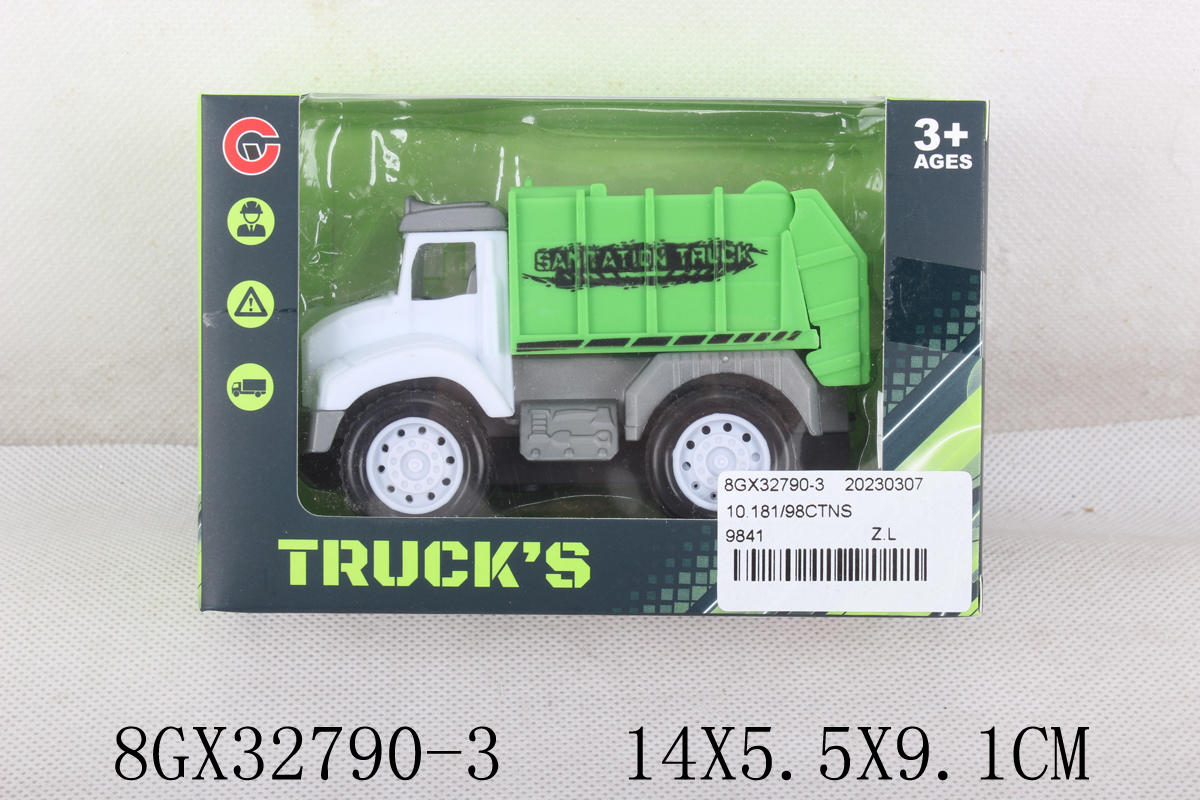 3+
AGES
SANITATION TRUCK
TRUCK'S
8GX32790-3 20230307
10.181/98CTNS
9841 Z.L
8GX32790-3 14X5.5X9.1CM